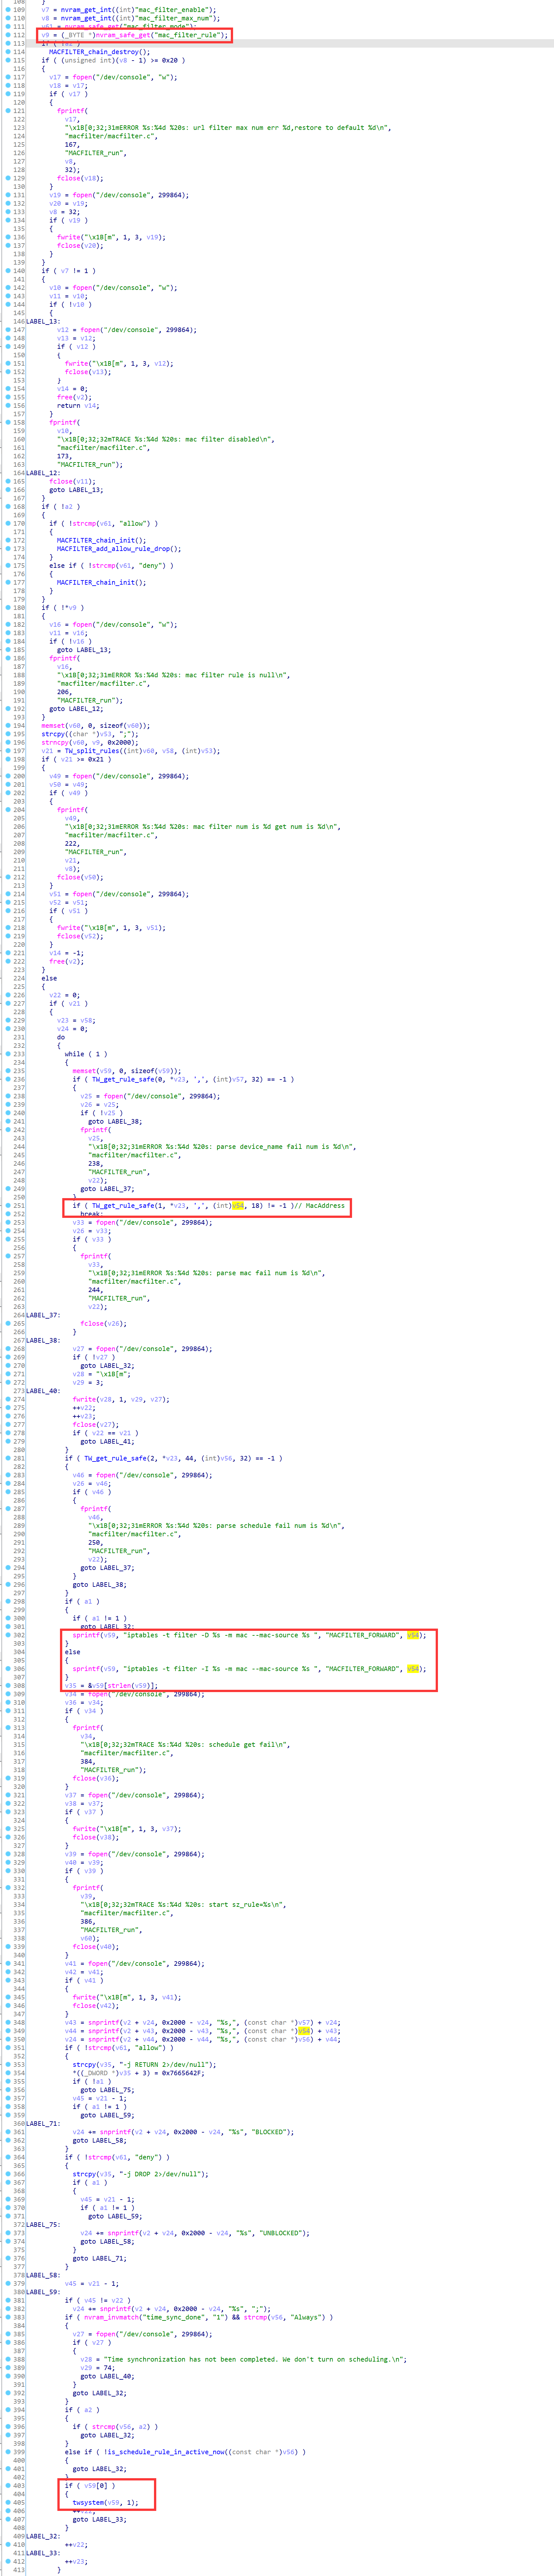 108 }
109 v7 = nvram_get_int((int)"mac_filter_enable");
110 v8 = nvram_get_int((int)"mac_filter_max_num");
111 v61 = nvram_safe_get("mac_filter_mode");
112 v9 = (_BYTE *)nvram_safe_get("mac_filter_rule");
113
114 MACFILTER_chain_destroy();
115 if ( (unsigned int)(v8 - 1) >= 0x20 )
116 {
117 v17 = fopen("/dev/console", "w");
118 v18 = v17;
119 if ( v17 )
120 {
121 fprintf(
122 v17,
123 "\x1B[0;32;31mERROR %s:%4d %20s: url filter max num err %d,restore to default %d\n",
124 "macfilter/macfilter.c",
125 167,
126 "MACFILTER_run",
127 v8,
128 32);
129 fclose(v18);
130 }
131 v19 = fopen("/dev/console", 299864);
132 v20 = v19;
133 v8 = 32;
134 if ( v19 )
135 {
136 fwrite("\x1B[m", 1, 3, v19);
137 fclose(v20);
138 }
139 }
140 if ( v7 != 1 )
141 {
142 v10 = fopen("/dev/console", "w");
143 v11 = v10;
144 if ( !v10 )
145 {
146 LABEL_13:
147 v12 = fopen("/dev/console", 299864);
148 v13 = v12;
149 if ( v12 )
150 {
151 fwrite("\x1B[m", 1, 3, v12);
152 fclose(v13);
153 }
154 v14 = 0;
155 free(v2);
156 return v14;
157 }
158 fprintf(
159 v10,
160 "\x1B[0;32;32mTRACE %s:%4d %20s: mac filter disabled\n",
161 "macfilter/macfilter.c",
162 173,
163 "MACFILTER_run");
164 LABEL_12:
165 fclose(v11);
166 goto LABEL_13;
167 }
168 if ( !a2 )
169 {
170 if ( !strcmp(v61, "allow") )
171 {
172 MACFILTER_chain_init();
173 MACFILTER_add_allow_rule_drop();
174 }
175 else if ( !strcmp(v61, "deny") )
176 {
177 MACFILTER_chain_init();
178 }
179 }
180 if ( !*v9 )
181 {
182 v16 = fopen("/dev/console", "w");
183 v11 = v16;
184 if ( !v16 )
185 goto LABEL_13;
186 fprintf(
187 v16,
188 "\x1B[0;32;31mERROR %s:%4d %20s: mac filter rule is null\n",
189 "macfilter/macfilter.c",
190 206,
191 "MACFILTER_run");
192 goto LABEL_12;
193 }
194 memset(v60, 0, sizeof(v60));
195 strcpy((char *)v53, ";");
196 strncpy(v60, v9, 0x2000);
197 v21 = TW_split_rules((int)v60, v58, (int)v53);
198 if ( v21 >= 0x21 )
199 {
200 v49 = fopen("/dev/console", 299864);
201 v50 = v49;
202 if ( v49 )
203 {
204 fprintf(
205 v49,
206 "\x1B[0;32;31mERROR %s:%4d %20s: mac filter num is %d get num is %d\n",
207 "macfilter/macfilter.c",
208 222,
209 "MACFILTER_run",
210 v21,
211 v8);
212 fclose(v50);
213 }
214 v51 = fopen("/dev/console", 299864);
215 v52 = v51;
216 if ( v51 )
217 {
218 fwrite("\x1B[m", 1, 3, v51);
219 fclose(v52);
220 }
221 v14 = -1;
222 free(v2);
223 }
224 else
225 {
226 v22 = 0;
227 if ( v21 )
228 {
229 v23 = v58;
230 v24 = 0;
231 do
232 {
233 while ( 1 )
234 {
235 memset(v59, 0, sizeof(v59));
236 if ( TW_get_rule_safe(0, *v23, ',', (int)v57, 32) == -1 )
237 {
238 v25 = fopen("/dev/console", 299864);
239 v26 = v25;
240 if ( !v25 )
241 goto LABEL_38;
242 fprintf(
243 v25,
244 "\x1B[0;32;31mERROR %s:%4d %20s: parse device_name fail num is %d\n",
245 "macfilter/macfilter.c",
246 238,
247 "MACFILTER_run",
248 v22);
249 goto LABEL_37;
250 }
251 if ( TW_get_rule_safe(1, *v23, ',', (int)v54, 18) != -1 )// MacAddress
252 break;
253 v33 = fopen("/dev/console", 299864);
254 v26 = v33;
255 if ( v33 )
256 {
257 fprintf(
258 v33,
259 "\x1B[0;32;31mERROR %s:%4d %20s: parse mac fail num is %d\n",
260 "macfilter/macfilter.c",
261 244,
262 "MACFILTER_run",
263 v22);
264 LABEL_37:
265 fclose(v26);
266 }
267 LABEL_38:
268 v27 = fopen("/dev/console", 299864);
269 if ( !v27 )
270 goto LABEL_32;
271 v28 = "\x1B[m";
272 v29 = 3;
273 LABEL_40:
274 fwrite(v28, 1, v29, v27);
275 ++v22;
276 ++v23;
277 fclose(v27);
278 if ( v22 == v21 )
279 goto LABEL_41;
280 }
281 if ( TW_get_rule_safe(2, *v23, 44, (int)v56, 32) == -1 )
282 {
283 v46 = fopen("/dev/console", 299864);
284 v26 = v46;
285 if ( v46 )
286 {
287 fprintf(
288 v46,
289 "\x1B[0;32;31mERROR %s:%4d %20s: parse schedule fail num is %d\n",
290 "macfilter/macfilter.c",
291 250,
292 "MACFILTER_run",
293 v22);
294 goto LABEL_37;
295 }
296 goto LABEL_38;
297 }
298 if ( a1 )
299 {
300 if ( a1 != 1 )
301 goto LABEL_32;
302 sprintf(v59, "iptables -t filter -D %s -m mac --mac-source %s ", "MACFILTER_FORWARD", v54);
303 }
304 else
305 {
306 sprintf(v59, "iptables -t filter -I %s -m mac --mac-source %s ", "MACFILTER_FORWARD", v54);
307 }
308 v35 = &v59[strlen(v59)];
309 v34 = fopen("/dev/console", 299864);
310 v36 = v34;
311 if ( v34 )
312 {
313 fprintf(
314 v34,
315 "\x1B[0;32;32mTRACE %s:%4d %20s: schedule get fail\n",
316 "macfilter/macfilter.c",
317 384,
318 "MACFILTER_run");
319 fclose(v36);
320 }
321 v37 = fopen("/dev/console", 299864);
322 v38 = v37;
323 if ( v37 )
324 {
325 fwrite("\x1B[m", 1, 3, v37);
326 fclose(v38);
327 }
328 v39 = fopen("/dev/console", 299864);
329 v40 = v39;
330 if ( v39 )
331 {
332 fprintf(
333 v39,
334 "\x1B[0;32;32mTRACE %s:%4d %20s: start sz_rule=%s\n",
335 "macfilter/macfilter.c",
336 386,
337 "MACFILTER_run",
338 v60);
339 fclose(v40);
340 }
341 v41 = fopen("/dev/console", 299864);
342 v42 = v41;
343 if ( v41 )
344 {
345 fwrite("\x1B[m", 1, 3, v41);
346 fclose(v42);
347 }
348 v43 = snprintf(v2 + v24, 0x2000 - v24, "%s,", (const char *)v57) + v24;
349 v44 = snprintf(v2 + v43, 0x2000 - v43, "%s,", (const char *)v54) + v43;
350 v24 = snprintf(v2 + v44, 0x2000 - v44, "%s,", (const char *)v56) + v44;
351 if ( !strcmp(v61, "allow") )
352 {
353 strcpy(v35, "-j RETURN 2>/dev/null");
354 *((_DWORD *)v35 + 3) = 0x7665642F;
355 if ( !a1 )
356 goto LABEL_75;
357 v45 = v21 - 1;
358 if ( a1 != 1 )
359 goto LABEL_59;
360 LABEL_71:
361 v24 += snprintf(v2 + v24, 0x2000 - v24, "%s", "BLOCKED");
362 goto LABEL_58;
363 }
364 if ( !strcmp(v61, "deny") )
365 {
366 strcpy(v35, "-j DROP 2>/dev/null");
367 if ( a1 )
368 {
369 v45 = v21 - 1;
370 if ( a1 != 1 )
371 goto LABEL_59;
372 LABEL_75:
373 v24 += snprintf(v2 + v24, 0x2000 - v24, "%s", "UNBLOCKED");
374 goto LABEL_58;
375 }
376 goto LABEL_71;
377 }
378 LABEL_58:
379 v45 = v21 - 1;
380 LABEL_59:
381 if ( v45 != v22 )
382 v24 += snprintf(v2 + v24, 0x2000 - v24, "%s", ";");
383 if ( nvram_invmatch("time_sync_done", "1") && strcmp(v56, "Always") )
384 {
385 v27 = fopen("/dev/console", 299864);
386 if ( v27 )
387 {
388 v28 = "Time synchronization has not been completed. We don't turn on scheduling.\n";
389 v29 = 74;
390 goto LABEL_40;
391 }
392 goto LABEL_32;
393 }
394 if ( a2 )
395 {
396 if ( strcmp(v56, a2) )
397 goto LABEL_32;
398 }
399 else if ( !is_schedule_rule_in_active_now((const char *)v56) )
400 {
401 goto LABEL_32;
402 }
403 if ( v59[0] )
404 {
405 twsystem(v59, 1);
406 ++v22;
407 goto LABEL_33;
408 }
409 LABEL_32:
410 ++v22;
411 LABEL_33:
412 ++v23;
413 }